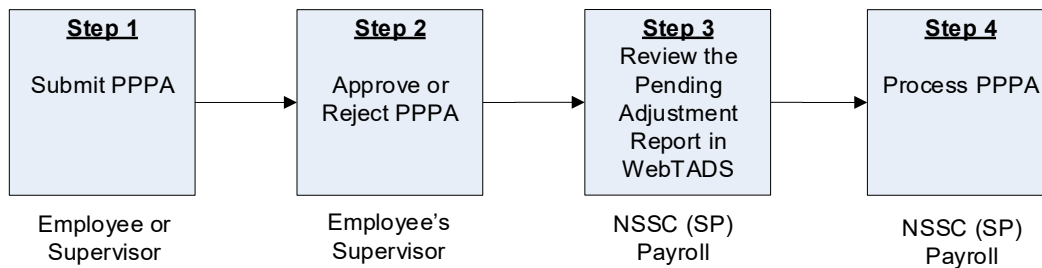 Step 1
Submit PPPA
Employee or
Supervisor
Step 2
Approve or
Reject PPPA
Employee’s
Supervisor
Step 3
Review the
Pending
Adjustment
Report in
WebTADS
NSSC (SP)
Payroll
Step 4
Process PPPA
NSSC (SP)
Payroll